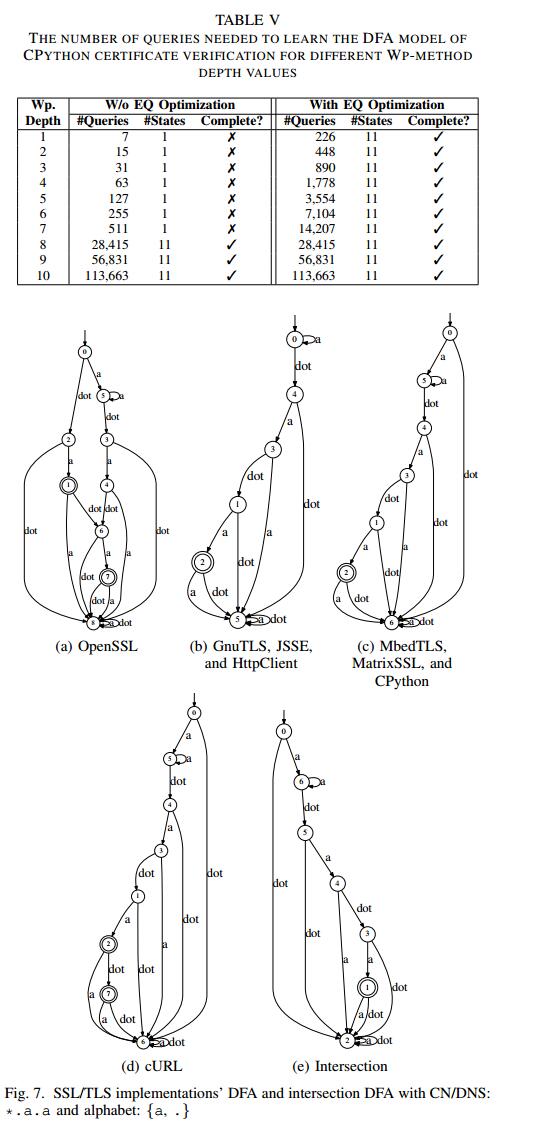 TABLE V
THE NUMBER OF QUERIES NEEDED TO LEARN THE DFA MODEL OF
CPYTHON CERTIFICATE VERIFICATION FOR DIFFERENT WP-METHOD
DEPTH VALUES
Wp. W/o EQ Optimization With EQ Optimization
Depth #Queries #States Complete? #Queries #States Complete?
1 7 1 ✗ 226 11 ✓
2 15 1 ✗ 448 11 ✓
3 31 1 ✗ 890 11 ✓
4 63 1 ✗ 1,778 11 ✓
5 127 1 ✗ 3,554 11 ✓
6 255 1 ✗ 7,104 11 ✓
7 511 1 ✗ 14,207 11 ✓
8 28,415 11 ✓ 28,415 11 ✓
9 56,831 11 ✓ 56,831 11 ✓
10 113,663 11 ✓ 113,663 11 ✓
0
a
dot
5
a
dot
2
3
a
a
1
4
dot
dot
6
dot
dot
a
a
a
dot
7
dot
a
8
a
dot
(a) OpenSSL
0
a
dot
4
a
3
dot
1
dot
a
a
2
dot
a
dot
5
a
dot
(b) GnuTLS, JSSE,
and HttpClient
0
a
5
a
dot
4
a
3
dot
dot
1
dot
a
a
2
dot
a
dot
6
a
dot
(c) MbedTLS,
MatrixSSL, and
CPython
0
a
5
a
dot
4
a
3
dot
dot
1
a
dot
2
a
dot
dot
a
7
a
dot
6
a
dot
(d) cURL
0
a
6
a
dot
5
a
4
dot
dot
dot
3
a
a
1
dot
a
dot
2
a
dot
(e) Intersection
Fig. 7. SSL/TLS implementations' DFA and intersection DFA with CN/DNS:
*.a.a and alphabet: {a, .}